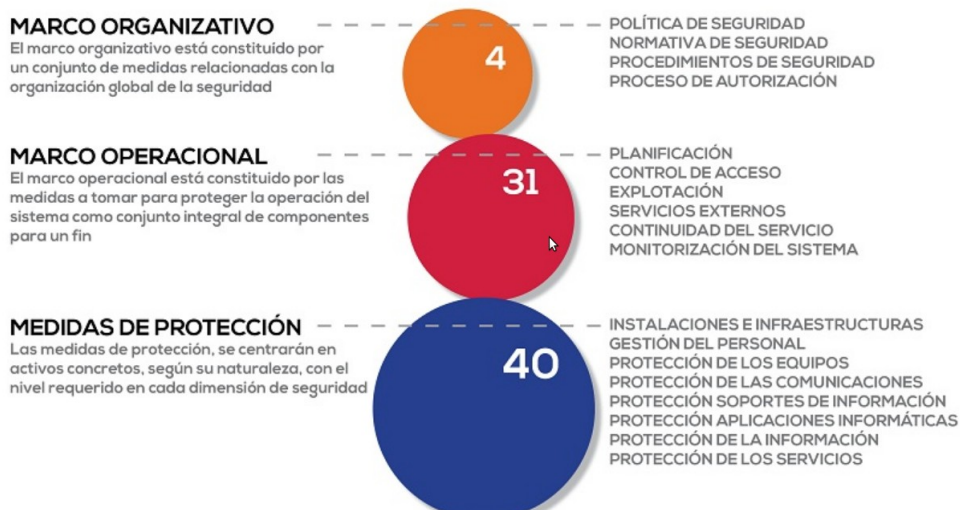 MARCO ORGANIZATIVO
El marco organizativo está constituido por
un conjunto de medidas relacionadas con la
organización global de la seguridad
4
POLÍTICA DE SEGURIDAD
NORMATIVA DE SEGURIDAD
PROCEDIMIENTOS DE SEGURIDAD
PROCESO DE AUTORIZACIÓN
MARCO OPERACIONAL
El marco operacional está constituido por las
medidas a tomar para proteger la operación del
sistema como conjunto integral de componentes
para un fin
31
PLANIFICACIÓN
CONTROL DE ACCESO
EXPLOTACIÓN
SERVICIOS EXTERNOS
CONTINUIDAD DEL SERVICIO
MONITORIZACIÓN DEL SISTEMA
MEDIDAS DE PROTECCIÓN
Las medidas de protección, se centrarán en
activos concretos, según su naturaleza, con el
nivel requerido en cada dimensión de seguridad
40
INSTALACIONES E INFRAESTRUCTURAS
GESTIÓN DEL PERSONAL
PROTECCIÓN DE LOS EQUIPOS
PROTECCIÓN DE LAS COMUNICACIONES
PROTECCIÓN SOPORTES DE INFORMACIÓN
PROTECCIÓN APLICACIONES INFORMÁTICAS
PROTECCIÓN DE LA INFORMACIÓN
PROTECCIÓN DE LOS SERVICIOS